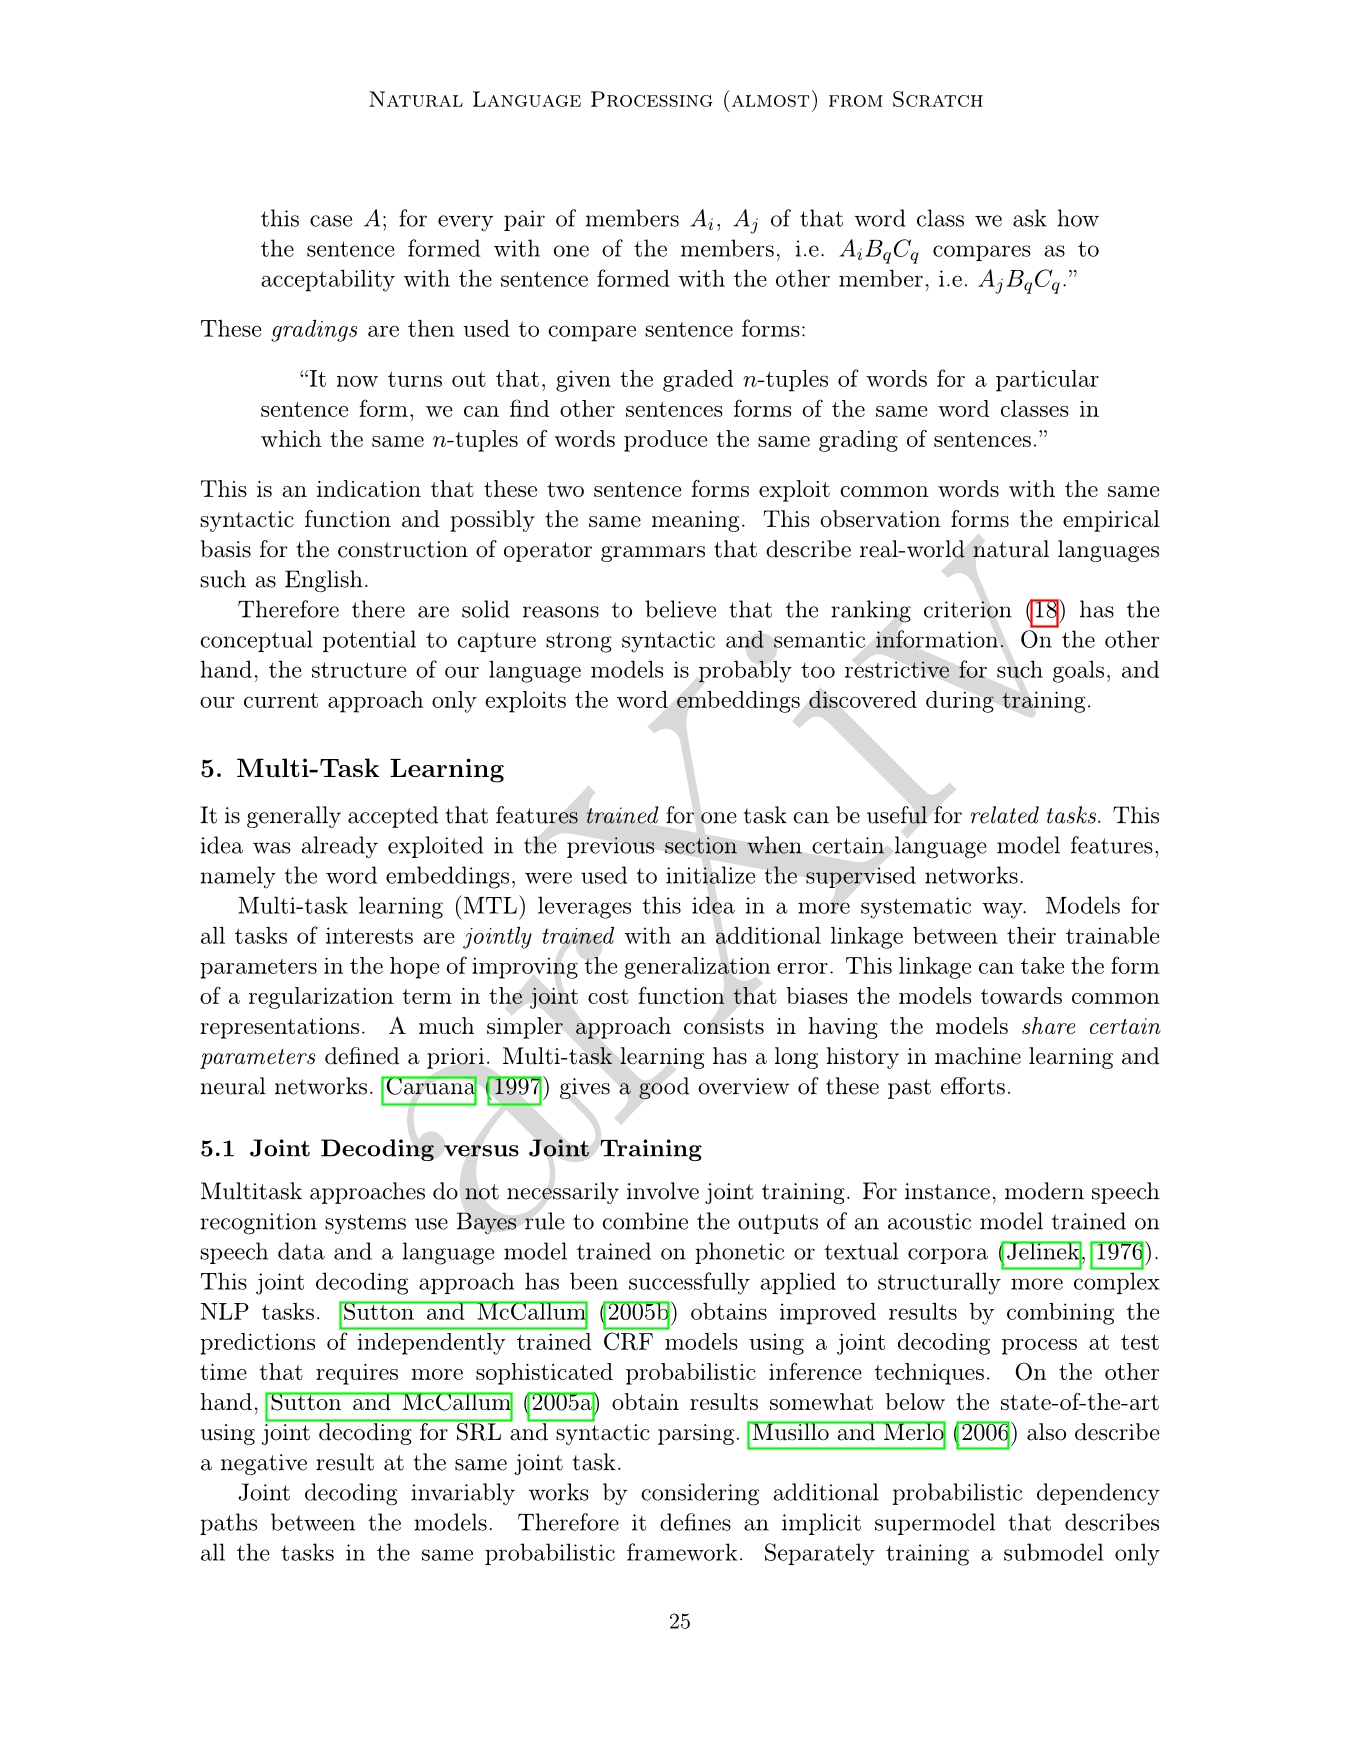 Natural Language Processing (almost) from Scratch
this case A; for every pair of members A_i, A_j of that word class we ask how
the sentence formed with one of the members, i.e. A_iB_qC_q compares as to
acceptability with the sentence formed with the other member, i.e. A_jB_qC_q.”
These gradings are then used to compare sentence forms:
“It now turns out that, given the graded n-tuples of words for a particular
sentence form, we can find other sentences forms of the same word classes in
which the same n-tuples of words produce the same grading of sentences.”
This is an indication that these two sentence forms exploit common words with the same
syntactic function and possibly the same meaning. This observation forms the empirical
basis for the construction of operator grammars that describe real-world natural languages
such as English.
Therefore there are solid reasons to believe that the ranking criterion (18) has the
conceptual potential to capture strong syntactic and semantic information. On the other
hand, the structure of our language models is probably too restrictive for such goals, and
our current approach only exploits the word embeddings discovered during training.
5. Multi-Task Learning
It is generally accepted that features trained for one task can be useful for related tasks. This
idea was already exploited in the previous section when certain language model features,
namely the word embeddings, were used to initialize the supervised networks.
Multi-task learning (MTL) leverages this idea in a more systematic way. Models for
all tasks of interests are jointly trained with an additional linkage between their trainable
parameters in the hope of improving the generalization error. This linkage can take the form
of a regularization term in the joint cost function that biases the models towards common
representations. A much simpler approach consists in having the models share certain
parameters defined a priori. Multi-task learning has a long history in machine learning and
neural networks. Caruana (1997) gives a good overview of these past efforts.
5.1 Joint Decoding versus Joint Training
Multitask approaches do not necessarily involve joint training. For instance, modern speech
recognition systems use Bayes rule to combine the outputs of an acoustic model trained on
speech data and a language model trained on phonetic or textual corpora (Jelinek, 1976).
This joint decoding approach has been successfully applied to structurally more complex
NLP tasks. Sutton and McCallum (2005b) obtains improved results by combining the
predictions of independently trained CRF models using a joint decoding process at test
time that requires more sophisticated probabilistic inference techniques. On the other
hand, Sutton and McCallum (2005a) obtain results somewhat below the state-of-the-art
using joint decoding for SRL and syntactic parsing. Musillo and Merlo (2006) also describe
a negative result at the same joint task.
Joint decoding invariably works by considering additional probabilistic dependency
paths between the models. Therefore it defines an implicit supermodel that describes
all the tasks in the same probabilistic framework. Separately training a submodel only
25
arXiv